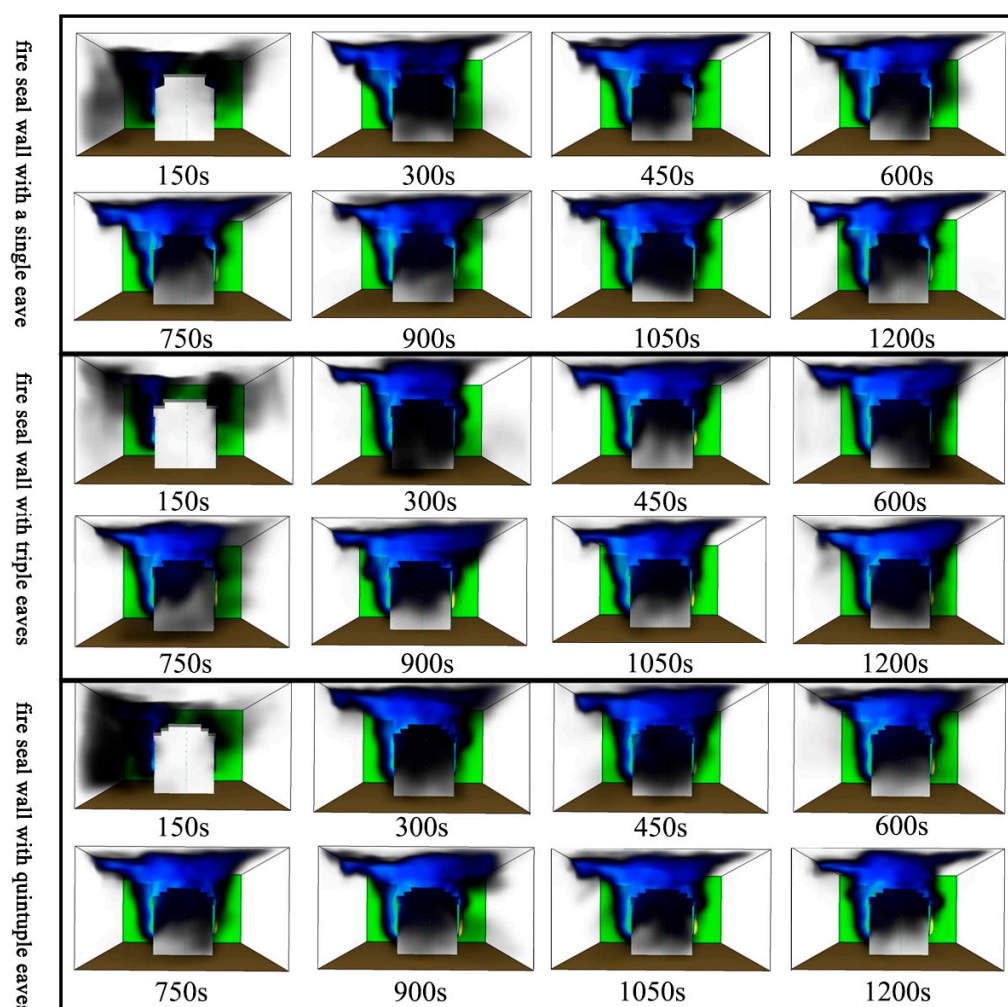 fire seal wall with a single eave
150s
300s
450s
600s
750s
900s
1050s
1200s
fire seal wall with triple eaves
150s
300s
450s
600s
750s
900s
1050s
1200s
fire seal wall with quintuple eaves
150s
300s
450s
600s
750s
900s
1050s
1200s